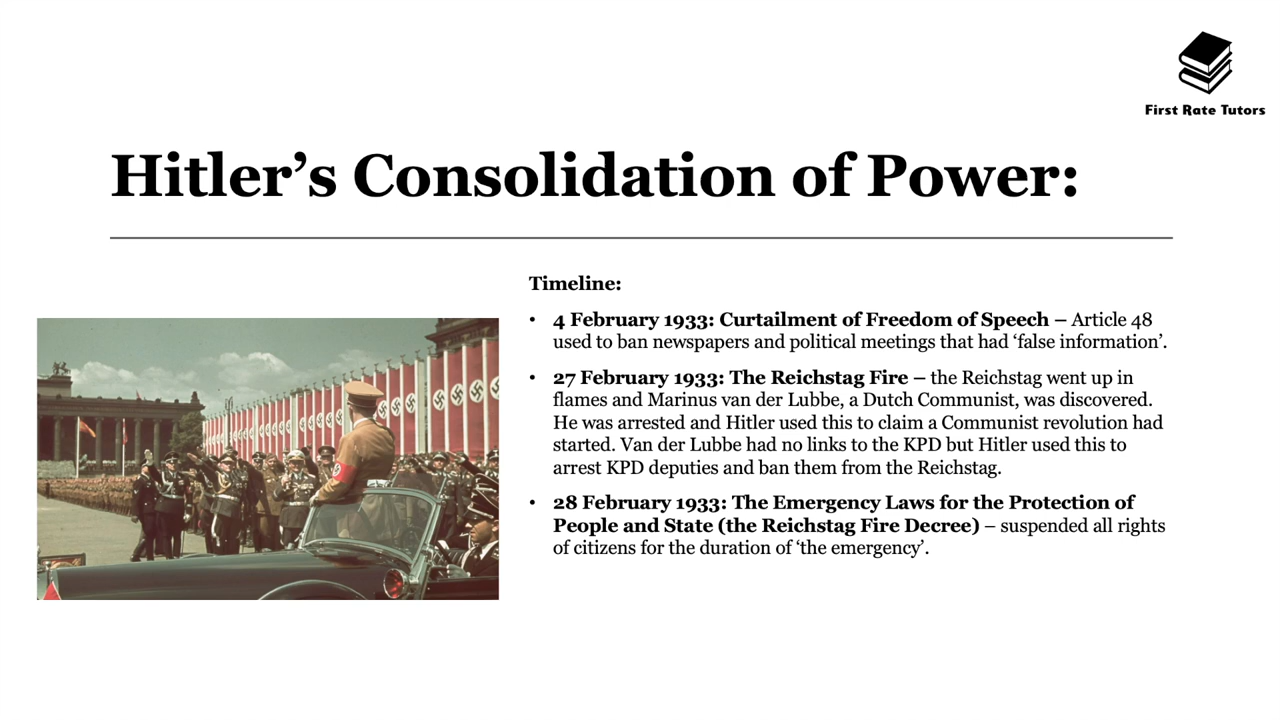 First Rate Tutors
Hitler’s Consolidation of Power:
Timeline:
• 4 February 1933: Curtailment of Freedom of Speech – Article 48
used to ban newspapers and political meetings that had ‘false information’.
• 27 February 1933: The Reichstag Fire – the Reichstag went up in
flames and Marinus van der Lubbe, a Dutch Communist, was discovered.
He was arrested and Hitler used this to claim a Communist revolution had
started. Van der Lubbe had no links to the KPD but Hitler used this to
arrest KPD deputies and ban them from the Reichstag.
• 28 February 1933: The Emergency Laws for the Protection of
People and State (the Reichstag Fire Decree) – suspended all rights
of citizens for the duration of ‘the emergency’.